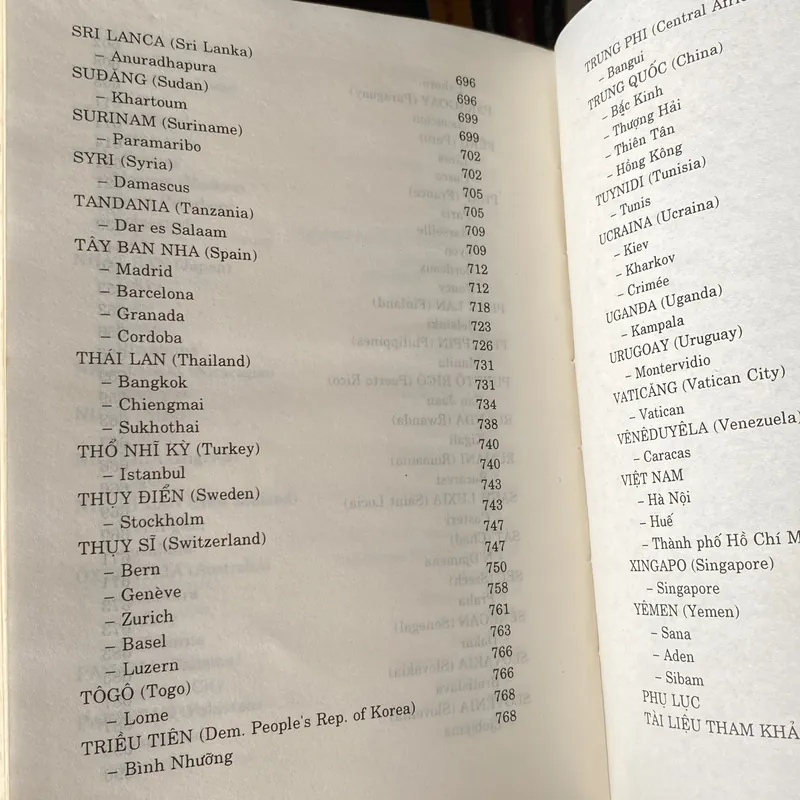 SRI LANCA (Sri Lanka) 696
– Anuradhapura 696
SUĐĂNG (Sudan) 699
– Khartoum 699
SURINAM (Suriname) 702
– Paramaribo 702
SYRI (Syria) 705
– Damascus 705
TANDANIA (Tanzania) 709
– Dar es Salaam 709
TÂY BAN NHA (Spain) 712
– Madrid 712
– Barcelona 718
– Granada 723
– Cordoba 726
THÁI LAN (Thailand) 731
– Bangkok 731
– Chiengmai 734
– Sukhothai 738
THỔ NHĨ KỲ (Turkey) 740
– Istanbul 740
THỤY ĐIỂN (Sweden) 743
– Stockholm 743
THỤY SĨ (Switzerland) 747
– Bern 747
– Genève 750
– Zurich 758
– Basel 761
– Luzern 763
TÔGÔ (Togo) 766
– Lome 766
TRIỀU TIÊN (Dem. People's Rep. of Korea) 768
– Bình Nhưỡng 768
TRUNG PHI (Central
– Bangui
TRUNG QUỐC (China)
– Bắc Kinh
– Thượng Hải
– Thiên Tân
– Hồng Kông
TUYNIDI (Tunisia)
– Tunis
UCRAINA (Ucraina)
– Kiev
– Kharkov
– Crimée
UGANĐA (Uganda)
– Kampala
URUGOAY (Uruguay)
– Montervidio
VATICĂNG (Vatican City)
– Vatican
VÊNÊDUYÊLA (Venezuela)
– Caracas
VIỆT NAM
– Hà Nội
– Huế
– Thành phố Hồ Chí M
XINGAPO (Singapore)
– Singapore
YÊMEN (Yemen)
– Sana
– Aden
– Sibam
PHỤ LỤC
TÀI LIỆU THAM KHẢ